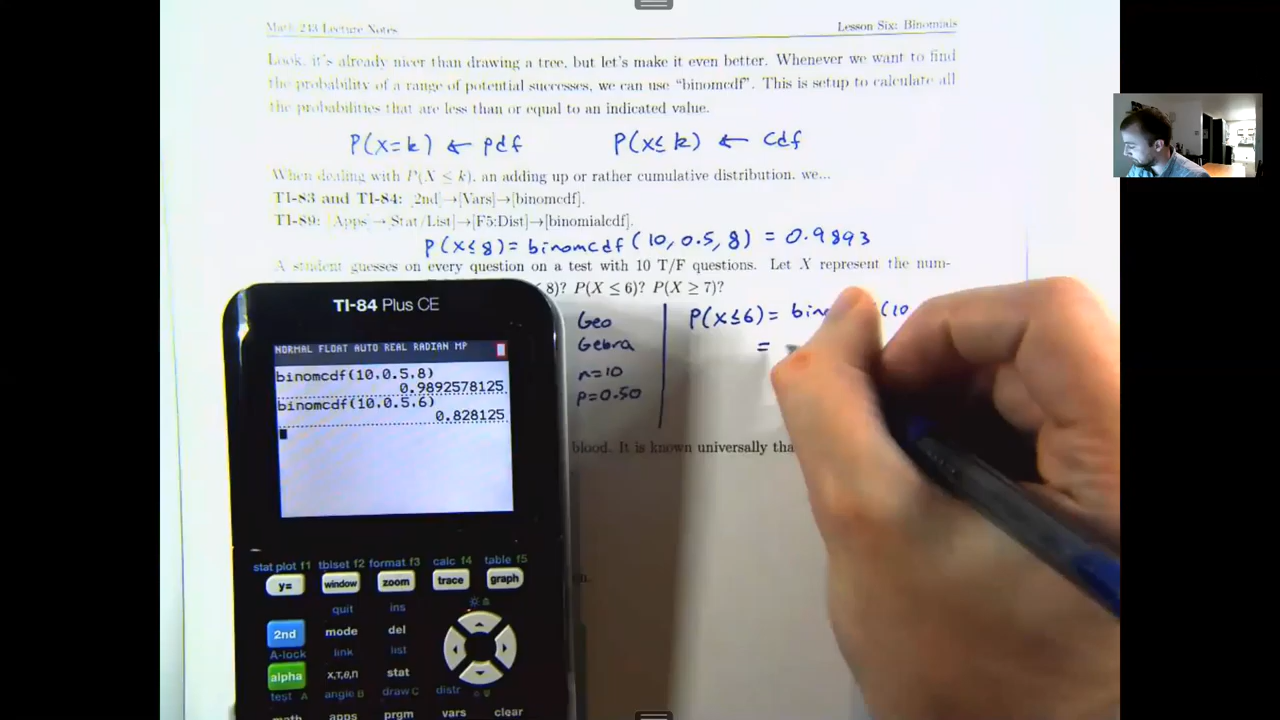 Math 243 Lecture Notes
Lesson Six: Binomials
Look, it's already nicer than drawing a tree, but let's make it even better. Whenever we want to find
the probability of a range of potential successes, we can use "binomcdf". This is setup to calculate all
the probabilities that are less than or equal to an indicated value.
P(X=k) ← pdf
P(X≤k) ← Cdf
When dealing with P(X ≤ k), an adding up or rather cumulative distribution, we...
TI-83 and TI-84: [2nd]→[Vars]→[binomcdf].
TI-89: [Apps]→ Stat/List]→[F5:Dist]→[binomialcdf].
P(X≤8) = binomcdf(10, 0.5, 8) = 0.9893
A student guesses on every question on a test with 10 T/F questions. Let X represent the num-
8)? P(X ≤ 6)? P(X ≥ 7)?
Geo
Gebra
n=10
p=0.50
P(X≤6) =
(10
=
blood. It is known universally
TI-84 Plus CE
NORMAL FLOAT AUTO REAL RADIAN MP
binomcdf(10,0.5,8)
0.9892578125
binomcdf(10,0.5,6)
0.828125
stat plot f1 tblset f2 format f3 calc f4 table f5
y= window zoom trace graph
quit ins
2nd mode del
A-lock link list
alpha X,T,θ,n stat
test A angle B draw C distr
math apps prgm vars clear